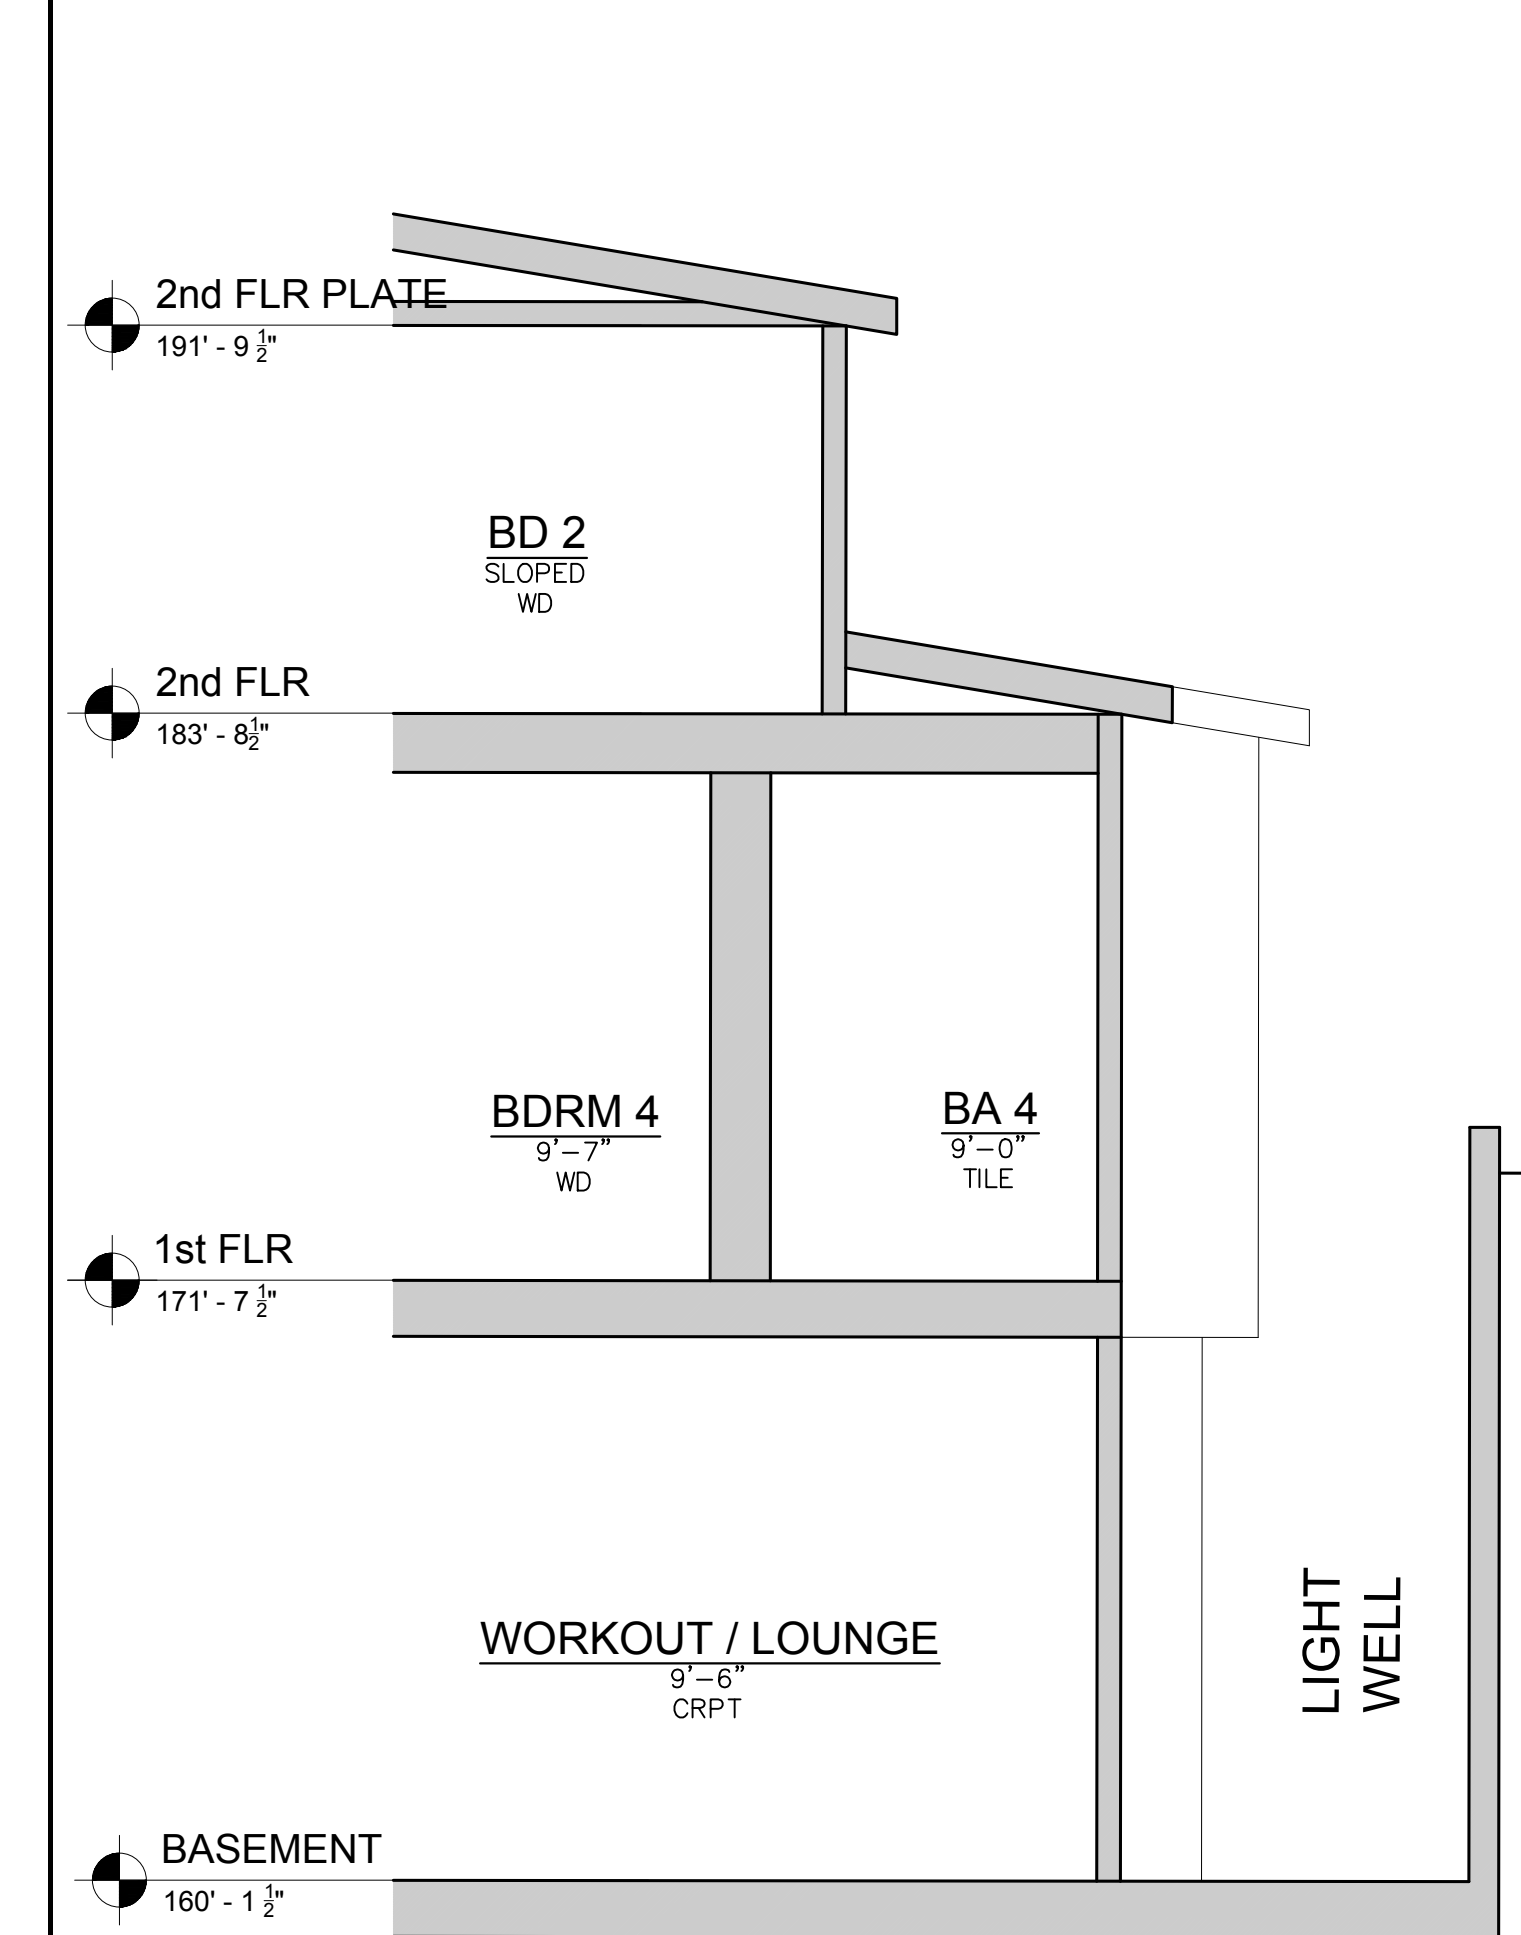 2nd FLR PLATE
191' - 9 1/2"
BD 2
SLOPED
WD
2nd FLR
183' - 8 1/2"
BDRM 4
9'-7"
WD
BA 4
9'-0"
TILE
1st FLR
171' - 7 1/2"
WORKOUT / LOUNGE
9'-6"
CRPT
LIGHT
WELL
BASEMENT
160' - 1 1/2"